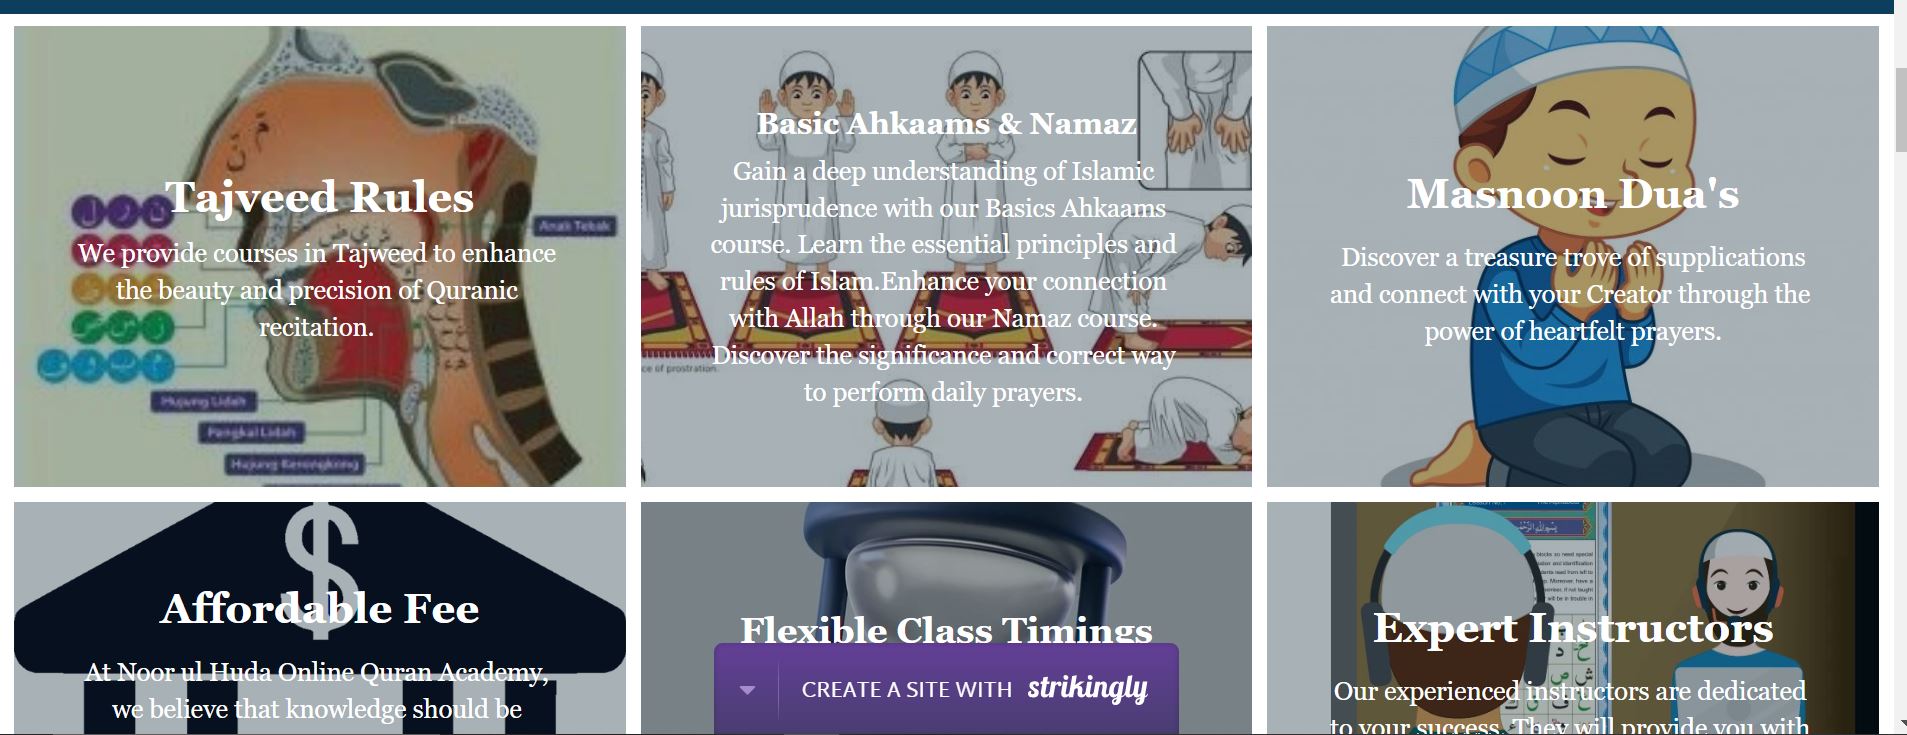 Tajveed Rules
We provide courses in Tajweed to enhance
the beauty and precision of Quranic
recitation.
Anak Tekak
Hujung Lidah
Pangkal Lidah
Hujung Kerongkong
Basic Ahkaams & Namaz
Gain a deep understanding of Islamic
jurisprudence with our Basics Ahkaams
course. Learn the essential principles and
rules of Islam.Enhance your connection
with Allah through our Namaz course.
Discover the significance and correct way
to perform daily prayers.
ce of prostration.
Masnoon Dua's
Discover a treasure trove of supplications
and connect with your Creator through the
power of heartfelt prayers.
Affordable Fee
At Noor ul Huda Online Quran Academy,
we believe that knowledge should be
Flexible Class Timings
CREATE A SITE WITH strikingly
Expert Instructors
Our experienced instructors are dedicated
to your success. They will provide you with